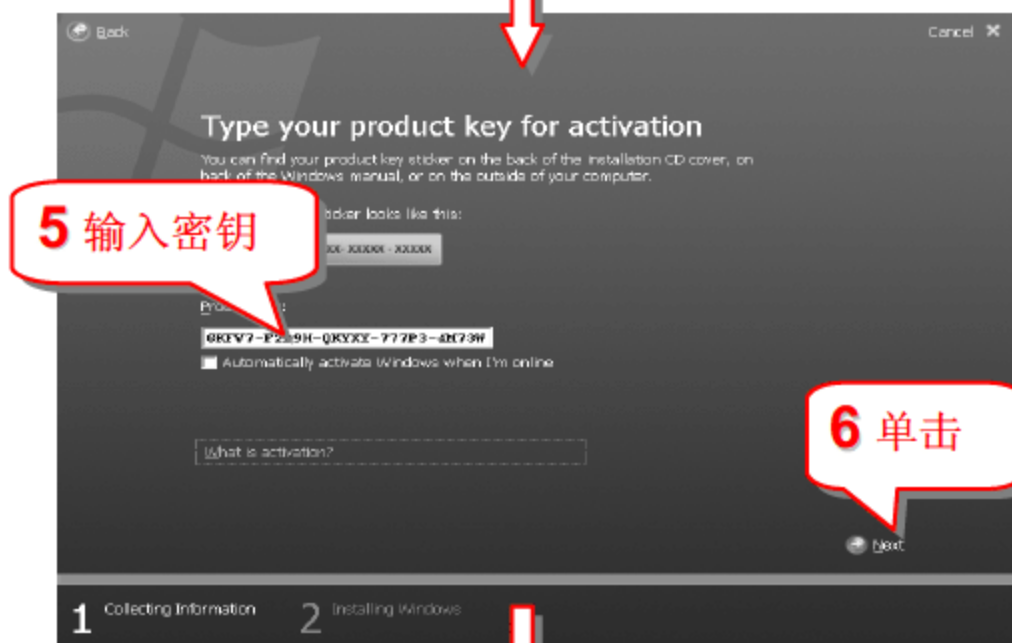 Back
Cancel
Type your product key for activation
You can find your product key sticker on the back of the installation CD cover, on
back of the Windows manual, or on the outside of your computer.
sticker looks like this:
5 输入密钥
XX-XXXXX-XXXXX
Automatically activate Windows when I'm online
6 单击
What is activation?
Next
1 Collecting Information
2 Installing Windows